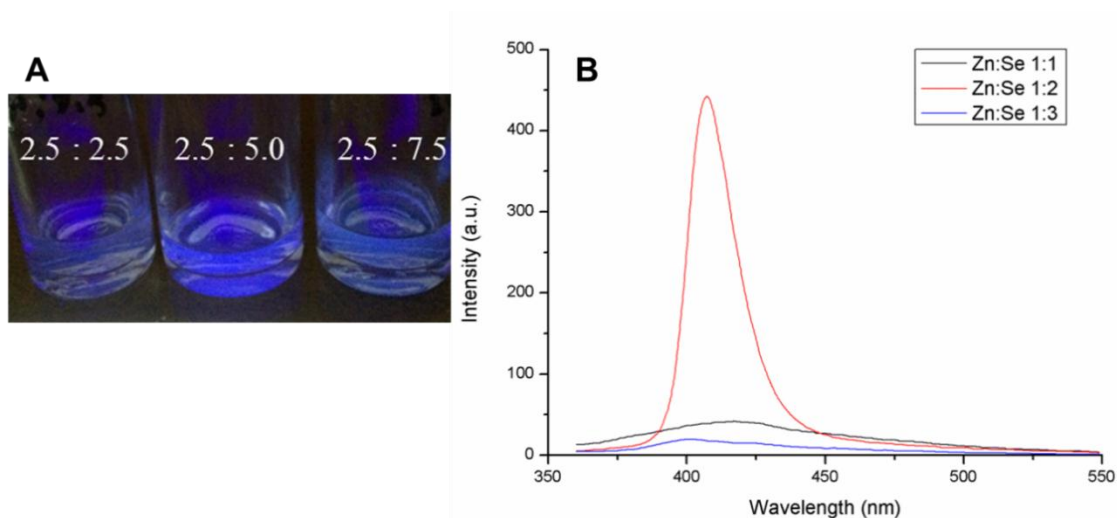 A
2.5 : 2.5
2.5 : 5.0
2.5 : 7.5
B
Zn:Se 1:1
Zn:Se 1:2
Zn:Se 1:3
500
400
300
200
100
0
Intensity (a.u.)
350
400
450
500
550
Wavelength (nm)